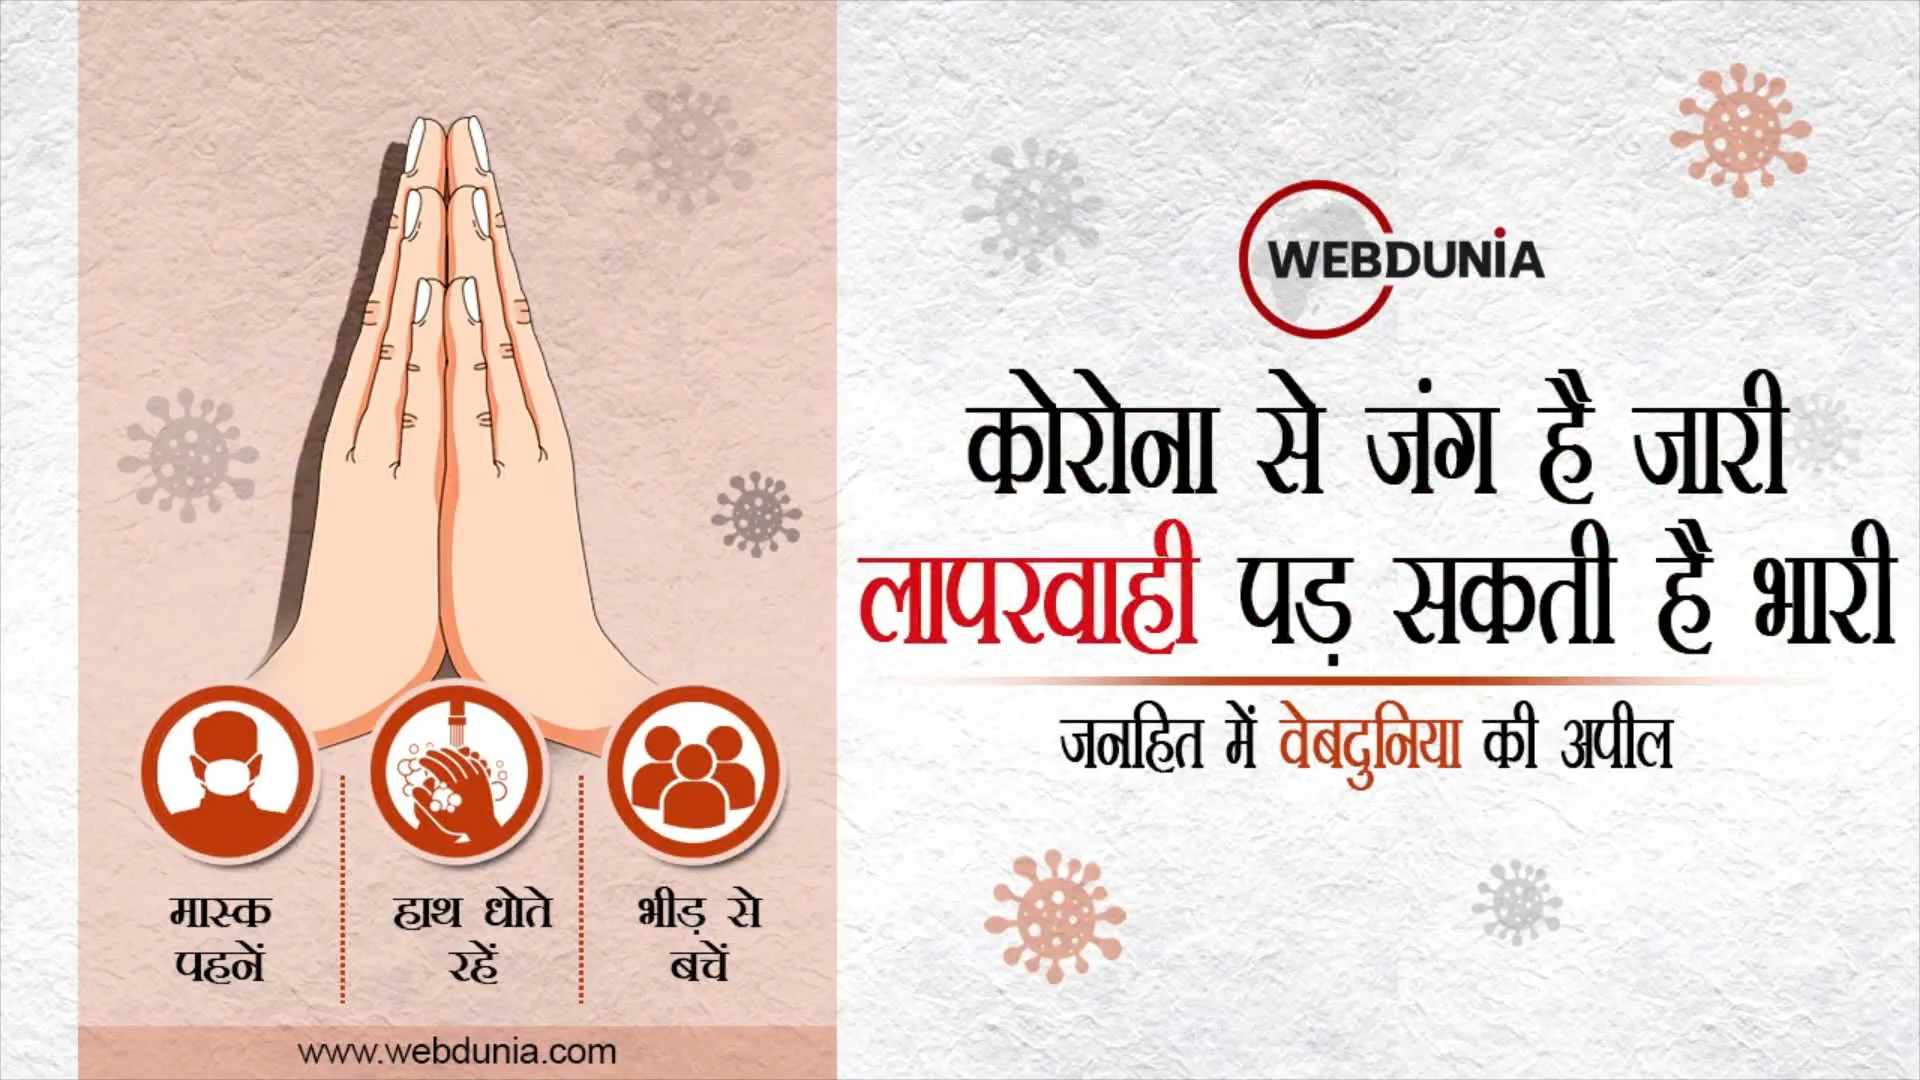 WEBDUNIA
कोरोना से जंग है जारी
लापरवाही पड़ सकती है भारी
जनहित में वेबदुनिया की अपील
मास्क
पहनें
हाथ धोते
रहें
भीड़ से
बचें
www.webdunia.com